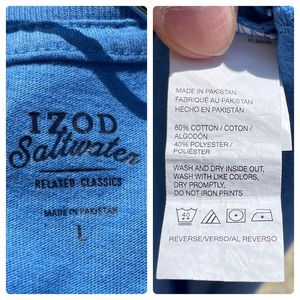 IZOD
Saltwater
RELAXED CLASSICS
MADE IN PAKISTAN
L
MADE IN PAKISTAN
FABRIQUÉ AU PAKISTAN
HECHO EN PAKISTÁN
60% COTTON / COTON /
ALGODÓN
40% POLYESTER /
POLIÉSTER
WASH AND DRY INSIDE OUT.
WASH WITH LIKE COLORS,
DRY PROMPTLY,
DO NOT IRON PRINTS
40
REVERSE/VERSO/AL REVERSO